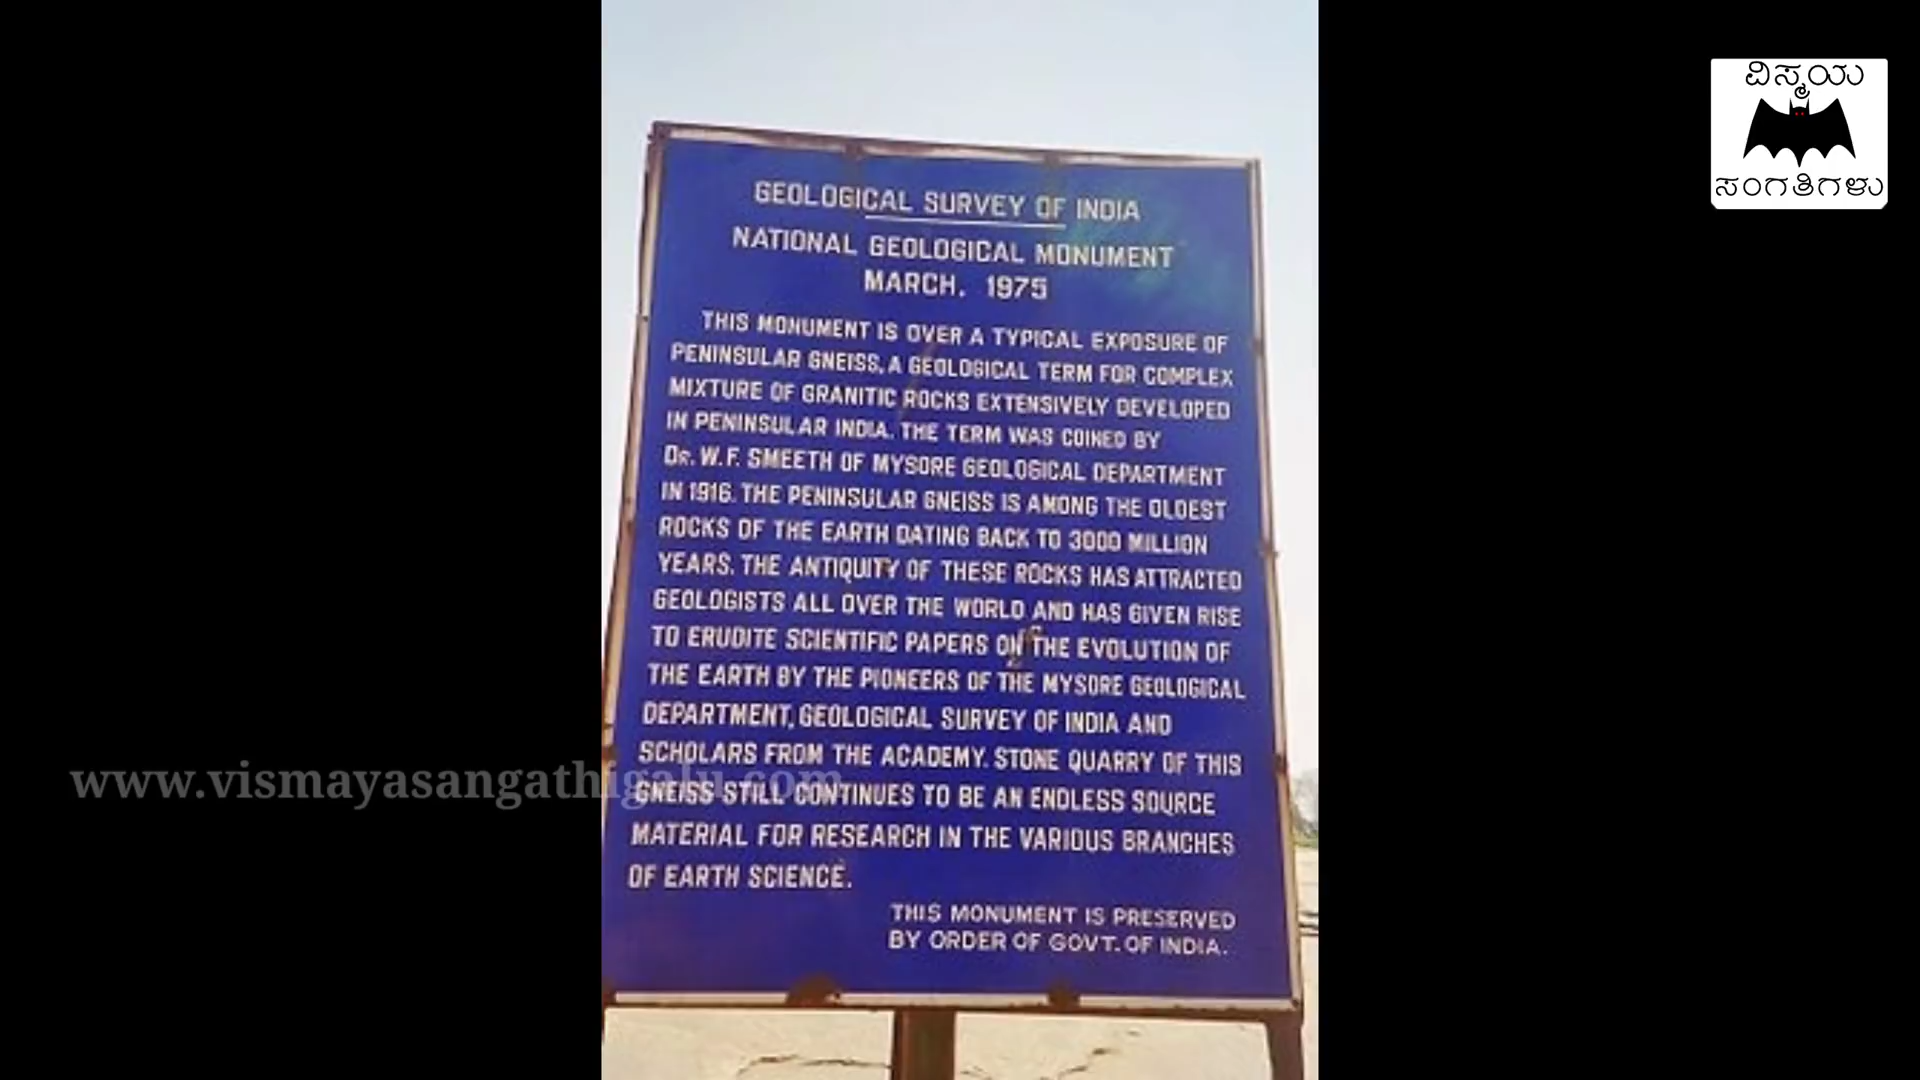 ವಿಸ್ಮಯ
ಸಂಗತಿಗಳು
GEOLOGICAL SURVEY OF INDIA
NATIONAL GEOLOGICAL MONUMENT
MARCH. 1975
THIS MONUMENT IS OVER A TYPICAL EXPOSURE OF
PENINSULAR GNEISS, A GEOLOGICAL TERM FOR COMPLEX
MIXTURE OF GRANITIC ROCKS EXTENSIVELY DEVELOPED
IN PENINSULAR INDIA. THE TERM WAS COINED BY
DR. W.F. SMEETH OF MYSORE GEOLOGICAL DEPARTMENT
IN 1916. THE PENINSULAR GNEISS IS AMONG THE OLDEST
ROCKS OF THE EARTH DATING BACK TO 3000 MILLION
YEARS. THE ANTIQUITY OF THESE ROCKS HAS ATTRACTED
GEOLOGISTS ALL OVER THE WORLD AND HAS GIVEN RISE
TO ERUDITE SCIENTIFIC PAPERS ON THE EVOLUTION OF
THE EARTH BY THE PIONEERS OF THE MYSORE GEOLOGICAL
DEPARTMENT, GEOLOGICAL SURVEY OF INDIA AND
SCHOLARS FROM THE ACADEMY. STONE QUARRY OF THIS
GNEISS STILL CONTINUES TO BE AN ENDLESS SOURCE
MATERIAL FOR RESEARCH IN THE VARIOUS BRANCHES
OF EARTH SCIENCE.
THIS MONUMENT IS PRESERVED
BY ORDER OF GOVT. OF INDIA.
www.vismayasangathigalu.com